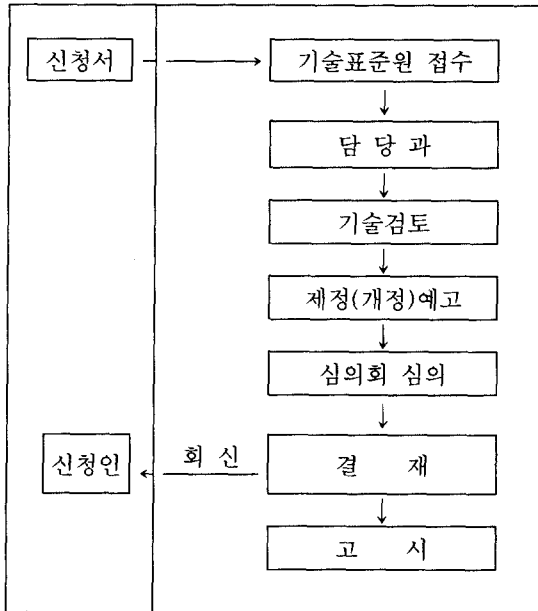 신청서
기술표준원 접수
담 당 과
기술검토
제정(개정)예고
심의회 심의
신청인
회 신
결 재
고 시